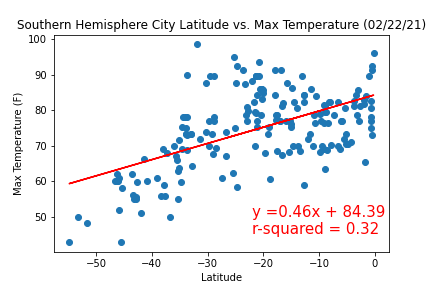 Southern Hemisphere City Latitude vs. Max Temperature (02/22/21)
100
90
80
70
60
50
Max Temperature (F)
y =0.46x + 84.39
r-squared = 0.32
−50
−40
−30
−20
−10
0
Latitude